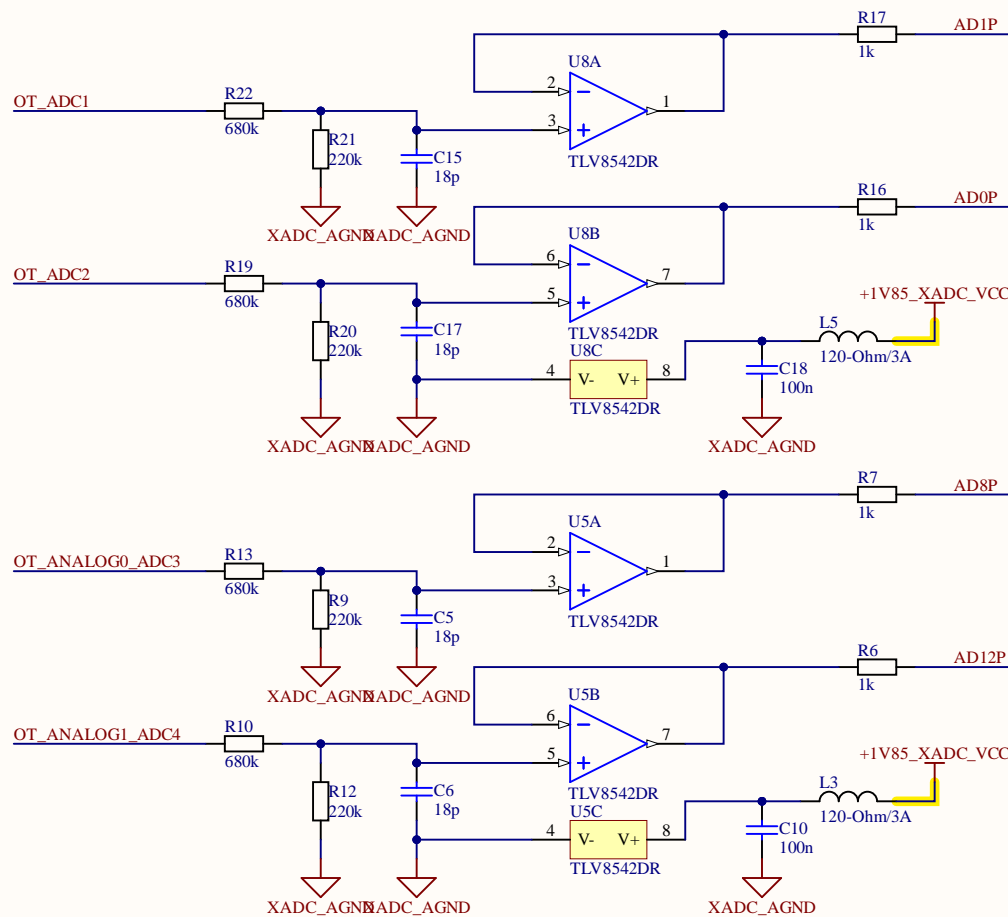 R17
AD1P
1k
U8A
2
1
3
TLV8542DR
OT_ADC1
R22
680k
R21
220k
C15
18p
XADC_AGND
XADC_AGND
R16
AD0P
1k
U8B
6
7
5
TLV8542DR
OT_ADC2
R19
680k
R20
220k
C17
18p
U8C
4
V- V+
8
TLV8542DR
+1V85_XADC_VCC
L5
120-Ohm/3A
C18
100n
XADC_AGND
XADC_AGND
XADC_AGND
R7
AD8P
1k
U5A
2
1
3
TLV8542DR
OT_ANALOG0_ADC3
R13
680k
R9
220k
C5
18p
XADC_AGND
XADC_AGND
R6
AD12P
1k
U5B
6
7
5
TLV8542DR
OT_ANALOG1_ADC4
R10
680k
R12
220k
C6
18p
U5C
4
V- V+
8
TLV8542DR
+1V85_XADC_VCC
L3
120-Ohm/3A
C10
100n
XADC_AGND
XADC_AGND
XADC_AGND